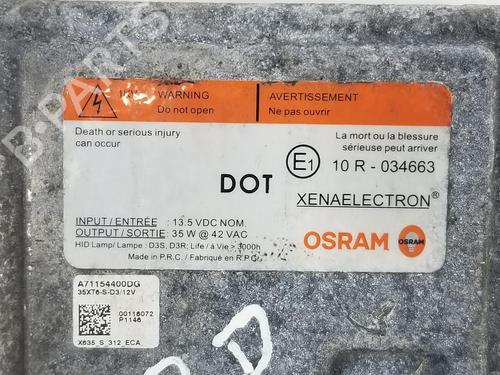 WARNING
Do not open
AVERTISSEMENT
Ne pas ouvrir
Death or serious injury
can occur
La mort ou la blessure
sérieuse peut arriver
E1 10 R - 034663
DOT
XENAELECTRON®
INPUT / ENTRÉE : 13.5 VDC NOM.
OUTPUT / SORTIE: 35 W @ 42 VAC
HID Lamp/ Lampe : D3S, D3R; Life / à Vie > 3000h
Made in P.R.C. / Fabriqué en R.P.C.
OSRAM
OSRAM
A71154400DG
35XT6-S-D3/12V
00116072
P1146
X635_S_312_ECA
B-PARTS